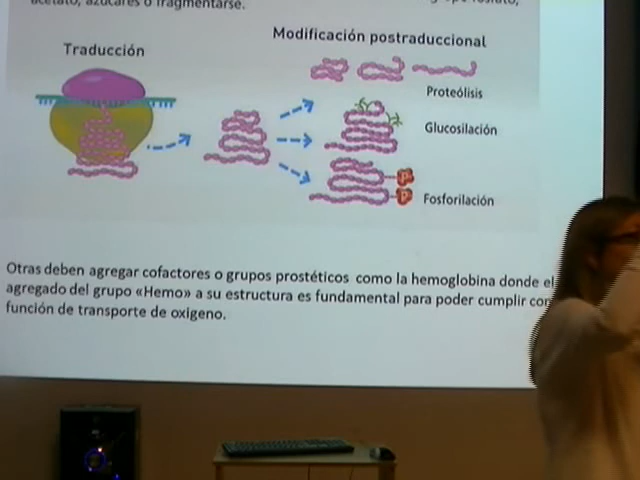 acetato, azúcares o fragmentarse.
Modificación postraduccional
Traducción
Proteólisis
Glucosilación
P
P
Fosforilación
Otras deben agregar cofactores o grupos prostéticos como la hemoglobina donde el
agregado del grupo «Hemo» a su estructura es fundamental para poder cumplir con
función de transporte de oxigeno.